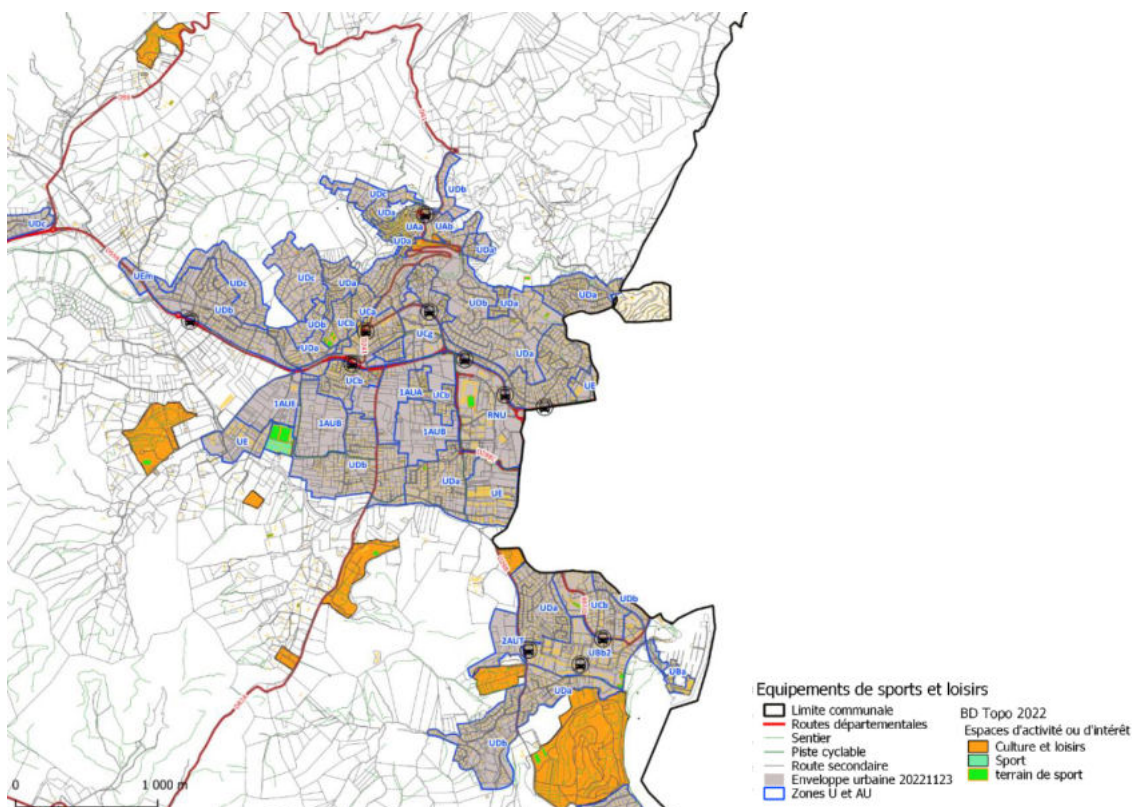 UDc
UDb
UDa
UAa
UAb
UDa
UDa
UDc
UEm
UDc
UDc
UDa
UDb
UCa
UDb
UDa
UDa
UDb
UCb
UCg
UDa
UDa
UCb
UE
1AUE
1AUA
UCb
RNU
1AUB
1AUB
UE
UDb
UDa
UE
UDb
UDa
UCb
2AUT
UBb2
UBa
UDa
UDb
0
1 000 m
Equipements de sports et loisirs
Limite communale
Routes départementales
Sentier
Piste cyclable
Route secondaire
Enveloppe urbaine 20221123
Zones U et AU
BD Topo 2022
Espaces d'activité ou d'intérêt
Culture et loisirs
Sport
terrain de sport